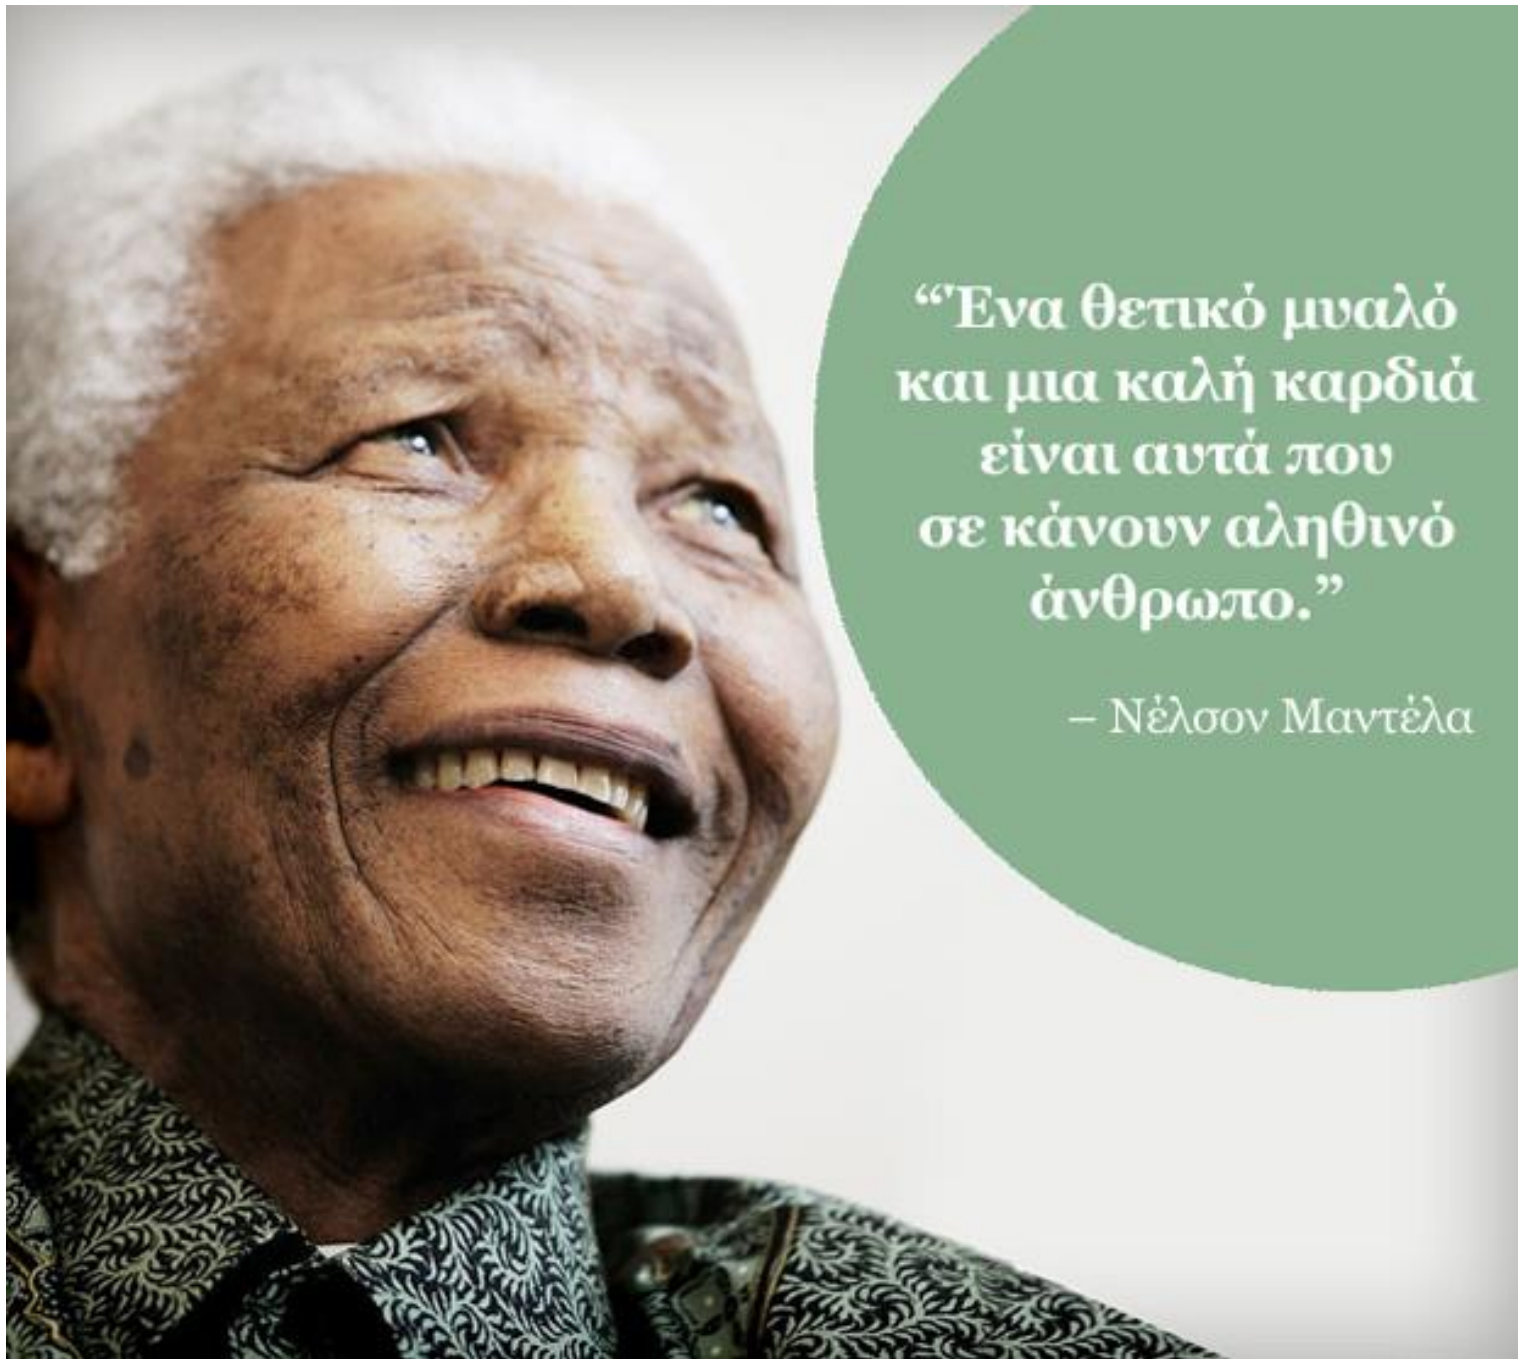 “Ένα θετικό μυαλό
και μια καλή καρδιά
είναι αυτά που
σε κάνουν αληθινό
άνθρωπο.”
– Νέλσον Μαντέλα